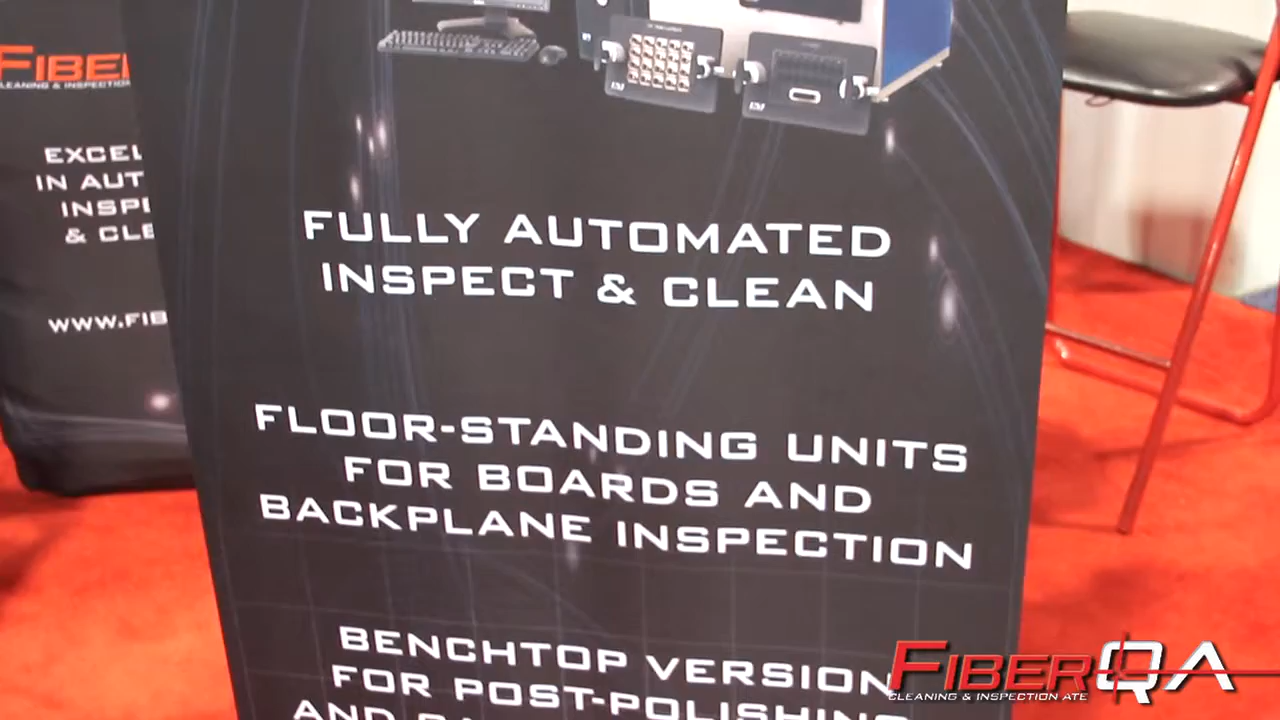 FIBER
CLEANING & INSPECTION
EXCEL
IN AUT
INSP
& CLE
WWW.FIB
FULLY AUTOMATED
INSPECT & CLEAN
FLOOR-STANDING UNITS
FOR BOARDS AND
BACKPLANE INSPECTION
BENCHTOP VERSION
FOR POST-POLISHING
AND
FIBERQA
CLEANING & INSPECTION ATE